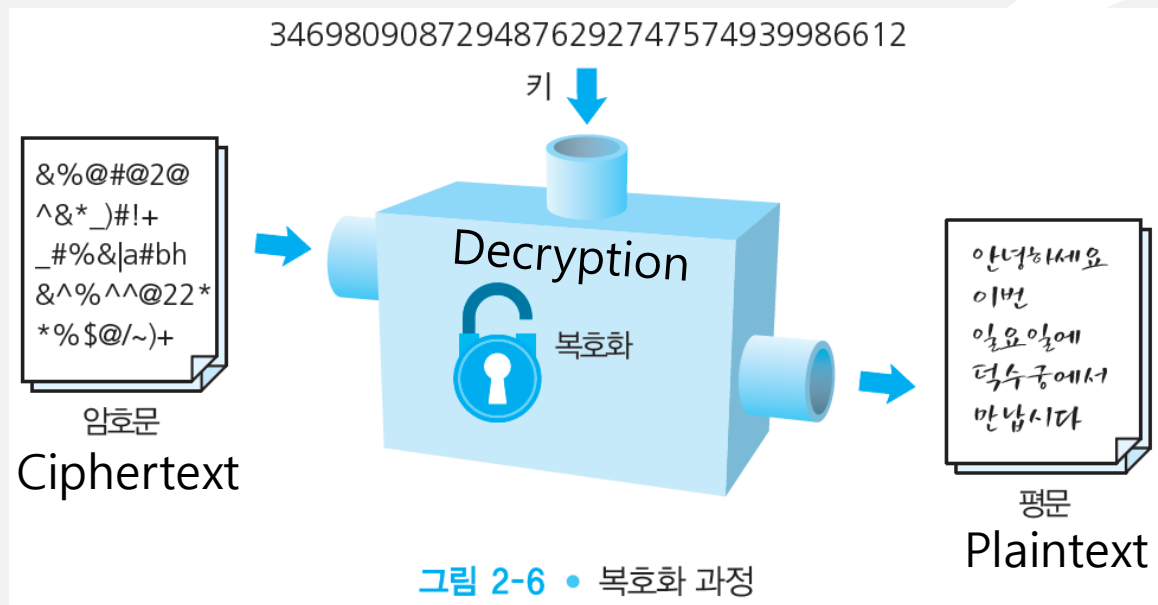 34698090872948762927475749399866​12
키
&%@#@2@
^&*_)#!+
_#%&|a#bh
&^%^^@22*
*%$@/~)+
암호문
Ciphertext
Decryption
복호화
안녕하세요
이번
일요일에
덕수궁에서
만납시다
평문
Plaintext
그림 2-6 • 복호화 과정